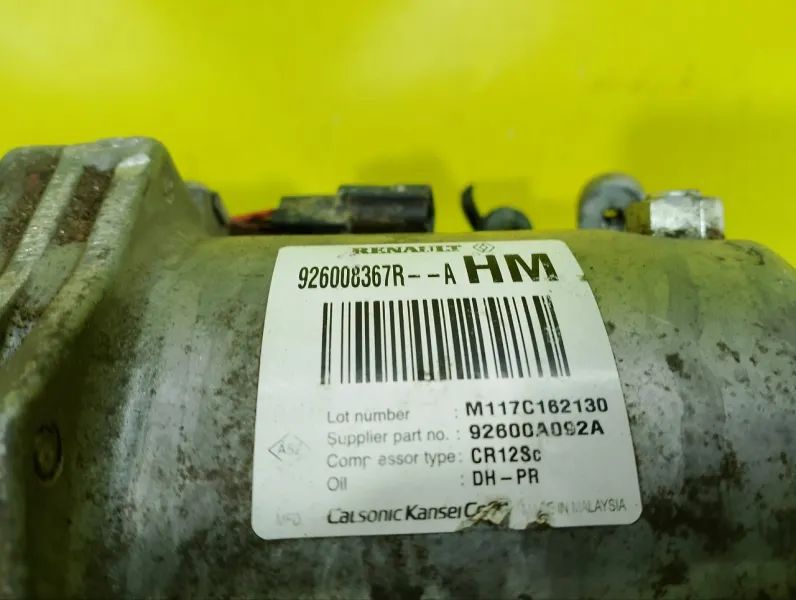 RENAULT
926008367R--A HM
Lot number : M117C162130
Supplier part no. : 92600A092A
Compressor type: CR12Sc
Oil : DH-PR
MFD. Calsonic Kansei MADE IN MALAYSIA